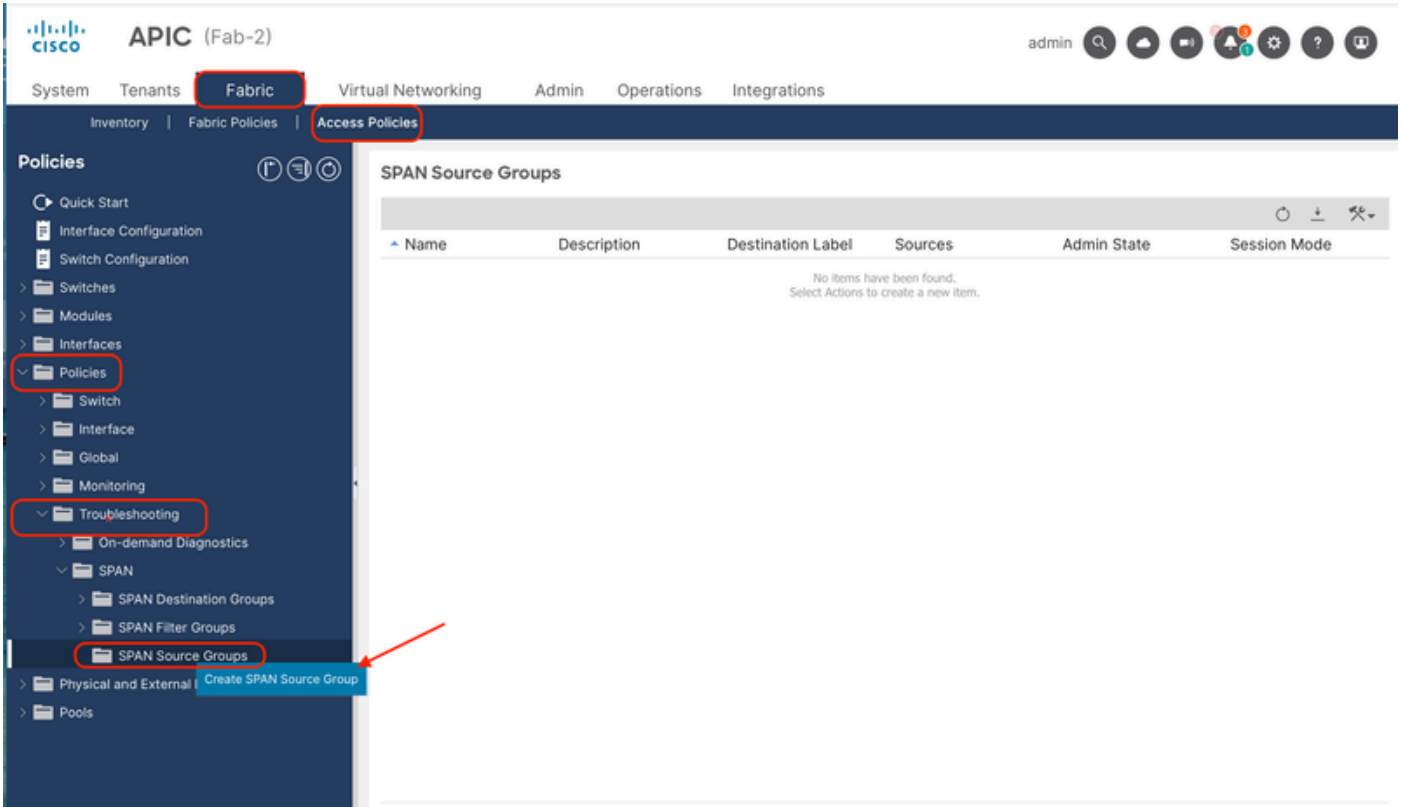 CISCO
APIC (Fab-2)
admin
3
1
?
System Tenants Fabric Virtual Networking Admin Operations Integrations
Inventory | Fabric Policies | Access Policies
Policies
Quick Start
Interface Configuration
Switch Configuration
Switches
Modules
Interfaces
Policies
Switch
Interface
Global
Monitoring
Troubleshooting
On-demand Diagnostics
SPAN
SPAN Destination Groups
SPAN Filter Groups
SPAN Source Groups
Create SPAN Source Group
Physical and External
Pools
SPAN Source Groups
Name Description Destination Label Sources Admin State Session Mode
No items have been found.
Select Actions to create a new item.